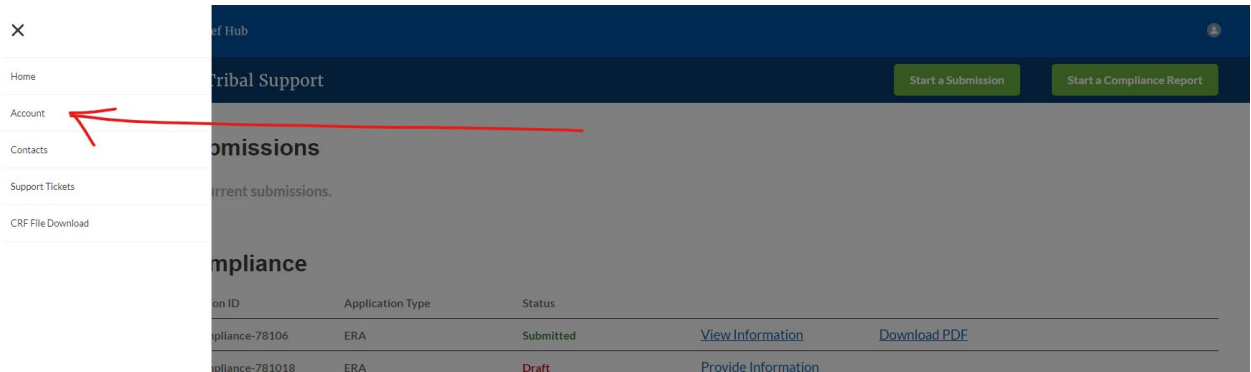 ef Hub
Home
Tribal Support
Start a Submission
Start a Compliance Report
Account
Contacts
bmissions
Support Tickets
rrent submissions.
CRF File Download
mpliance
on ID Application Type Status
mpliance-78106 ERA Submitted View Information Download PDF
mpliance-781018 ERA Draft Provide Information